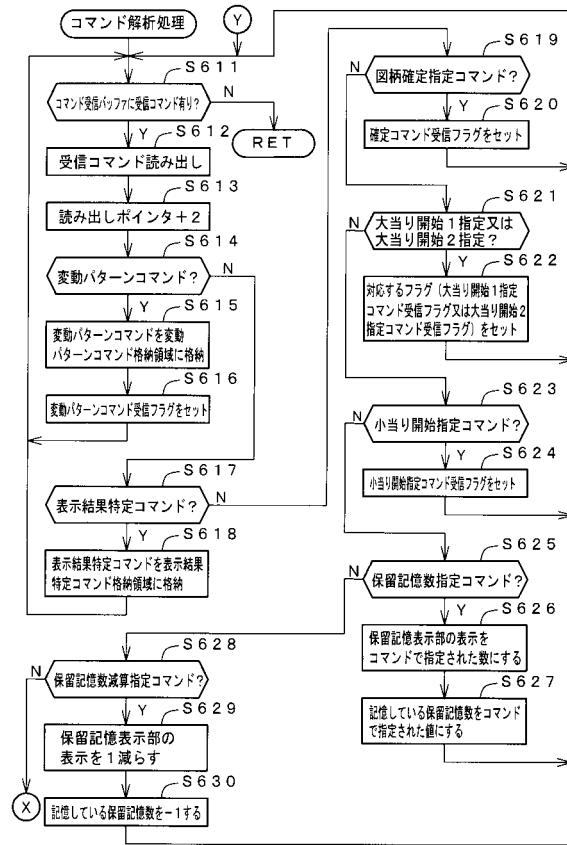 コマンド解析処理
Y
S611
コマンド受信バッファに受信コマンド有り?
N
RET
Y
S612
受信コマンド読み出し
S613
読み出しポインタ+2
S614
変動パターンコマンド?
N
Y
S615
変動パターンコマンドを変動
パターンコマンド格納領域に格納
S616
変動パターンコマンド受信フラグをセット
S617
表示結果特定コマンド?
N
Y
S618
表示結果特定コマンドを表示結果
特定コマンド格納領域に格納
S619
図柄確定指定コマンド?
N
Y
S620
確定コマンド受信フラグをセット
S621
大当り開始1指定又は
大当り開始2指定?
N
Y
S622
対応するフラグ(大当り開始1指定
コマンド受信フラグ又は大当り開始2
指定コマンド受信フラグ)をセット
S623
小当り開始指定コマンド?
N
Y
S624
小当り開始指定コマンド受信フラグをセット
S625
保留記憶数指定コマンド?
N
Y
S626
保留記憶表示部の表示を
コマンドで指定された数にする
S627
記憶している保留記憶数をコマンド
で指定された値にする
S628
保留記憶数減算指定コマンド?
N
Y
S629
保留記憶表示部の
表示を1減らす
S630
記憶している保留記憶数を-1する
X